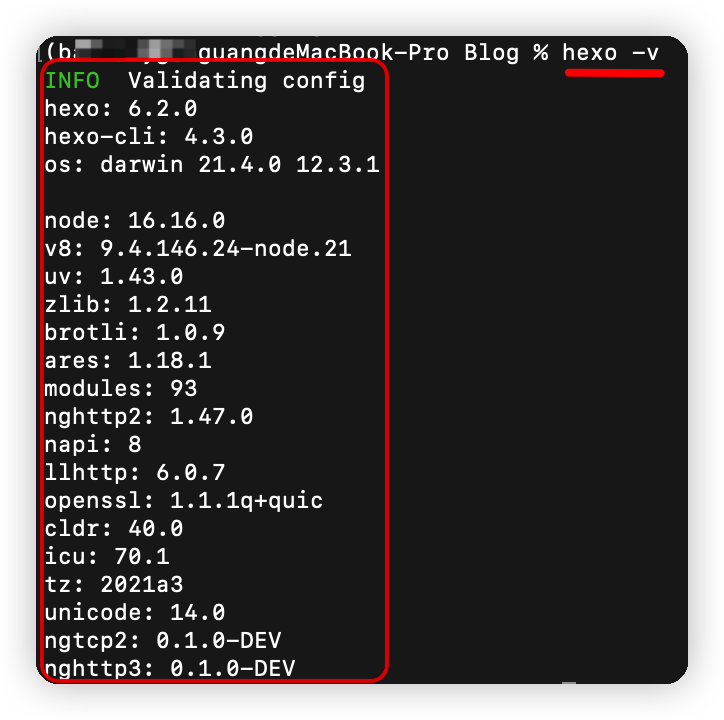 guangdeMacBook-Pro Blog % hexo -v
INFO  Validating config
hexo: 6.2.0
hexo-cli: 4.3.0
os: darwin 21.4.0 12.3.1
node: 16.16.0
v8: 9.4.146.24-node.21
uv: 1.43.0
zlib: 1.2.11
brotli: 1.0.9
ares: 1.18.1
modules: 93
nghttp2: 1.47.0
napi: 8
llhttp: 6.0.7
openssl: 1.1.1q+quic
cldr: 40.0
icu: 70.1
tz: 2021a3
unicode: 14.0
ngtcp2: 0.1.0-DEV
nghttp3: 0.1.0-DEV